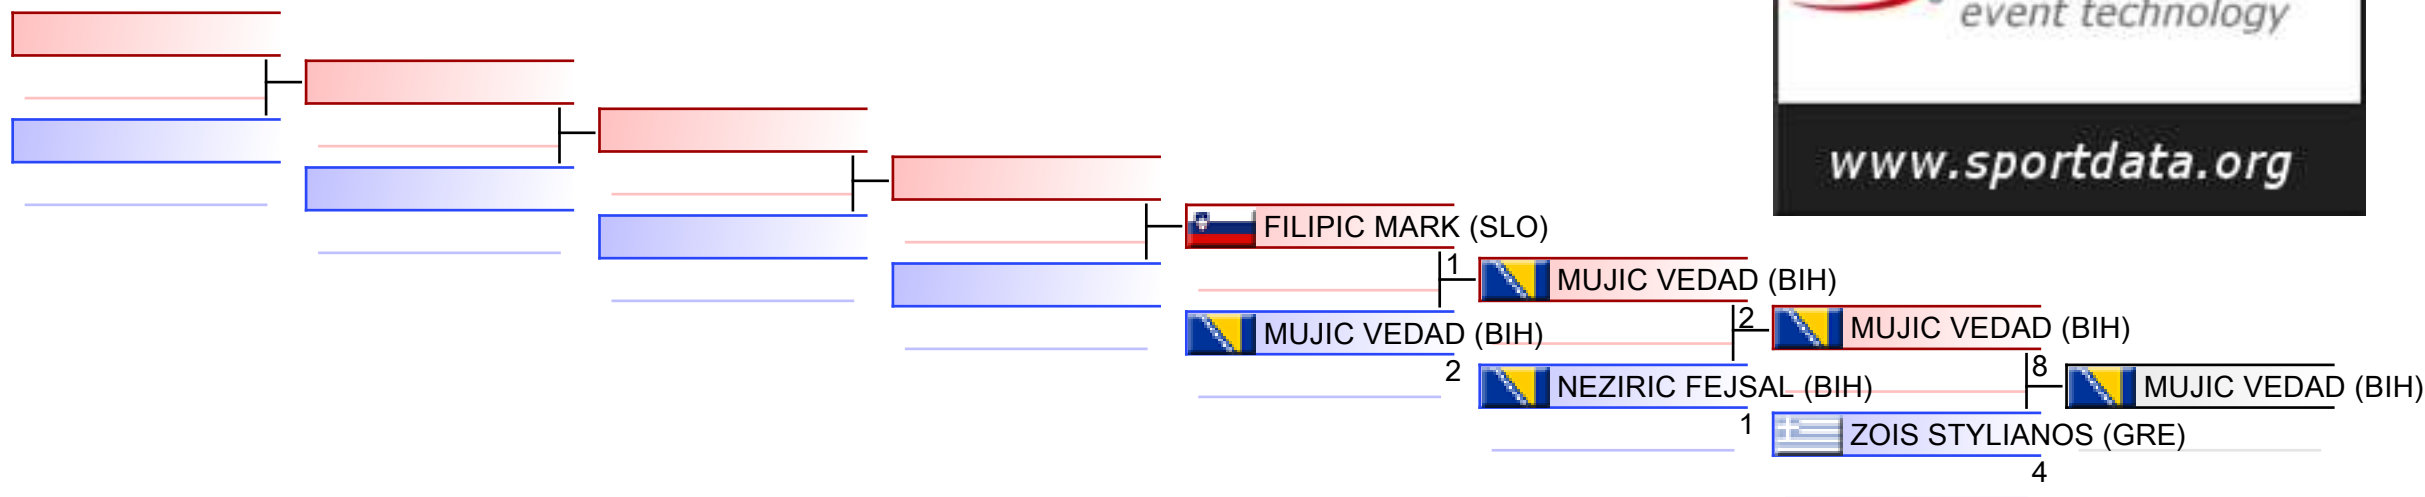 event technology
www.sportdata.org
FILIPIC MARK (SLO)
1
MUJIC VEDAD (BIH)
2
MUJIC VEDAD (BIH)
2
NEZIRIC FEJSAL (BIH)
1
MUJIC VEDAD (BIH)
8
ZOIS STYLIANOS (GRE)
4
MUJIC VEDAD (BIH)